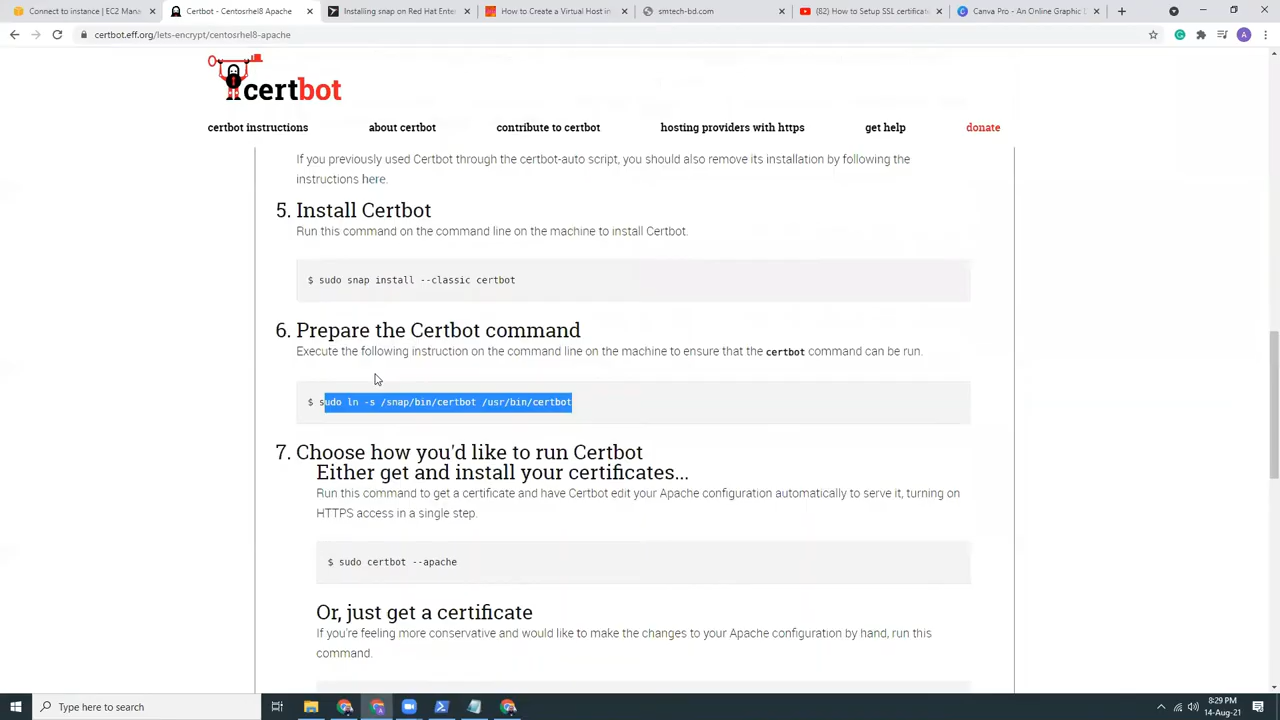 Connect to instance | EC2 Manag
Certbot - Centosrhel8 Apache
Installing snap on Red Hat Enter
How to Create a Virtual Host in
smtech-bd.com
(82) How to Setup SSL certificate
Canva Pro - An Online Graphic D
certbot.eff.org/lets-encrypt/centosrhel8-apache
A
certbot
certbot instructions
about certbot
contribute to certbot
hosting providers with https
get help
donate
If you previously used Certbot through the certbot-auto script, you should also remove its installation by following the
instructions here.
5. Install Certbot
Run this command on the command line on the machine to install Certbot.
$ sudo snap install --classic certbot
6. Prepare the Certbot command
Execute the following instruction on the command line on the machine to ensure that the certbot command can be run.
$ sudo ln -s /snap/bin/certbot /usr/bin/certbot
7. Choose how you'd like to run Certbot
Either get and install your certificates...
Run this command to get a certificate and have Certbot edit your Apache configuration automatically to serve it, turning on
HTTPS access in a single step.
$ sudo certbot --apache
Or, just get a certificate
If you're feeling more conservative and would like to make the changes to your Apache configuration by hand, run this
command.
Type here to search
8:29 PM
14-Aug-21